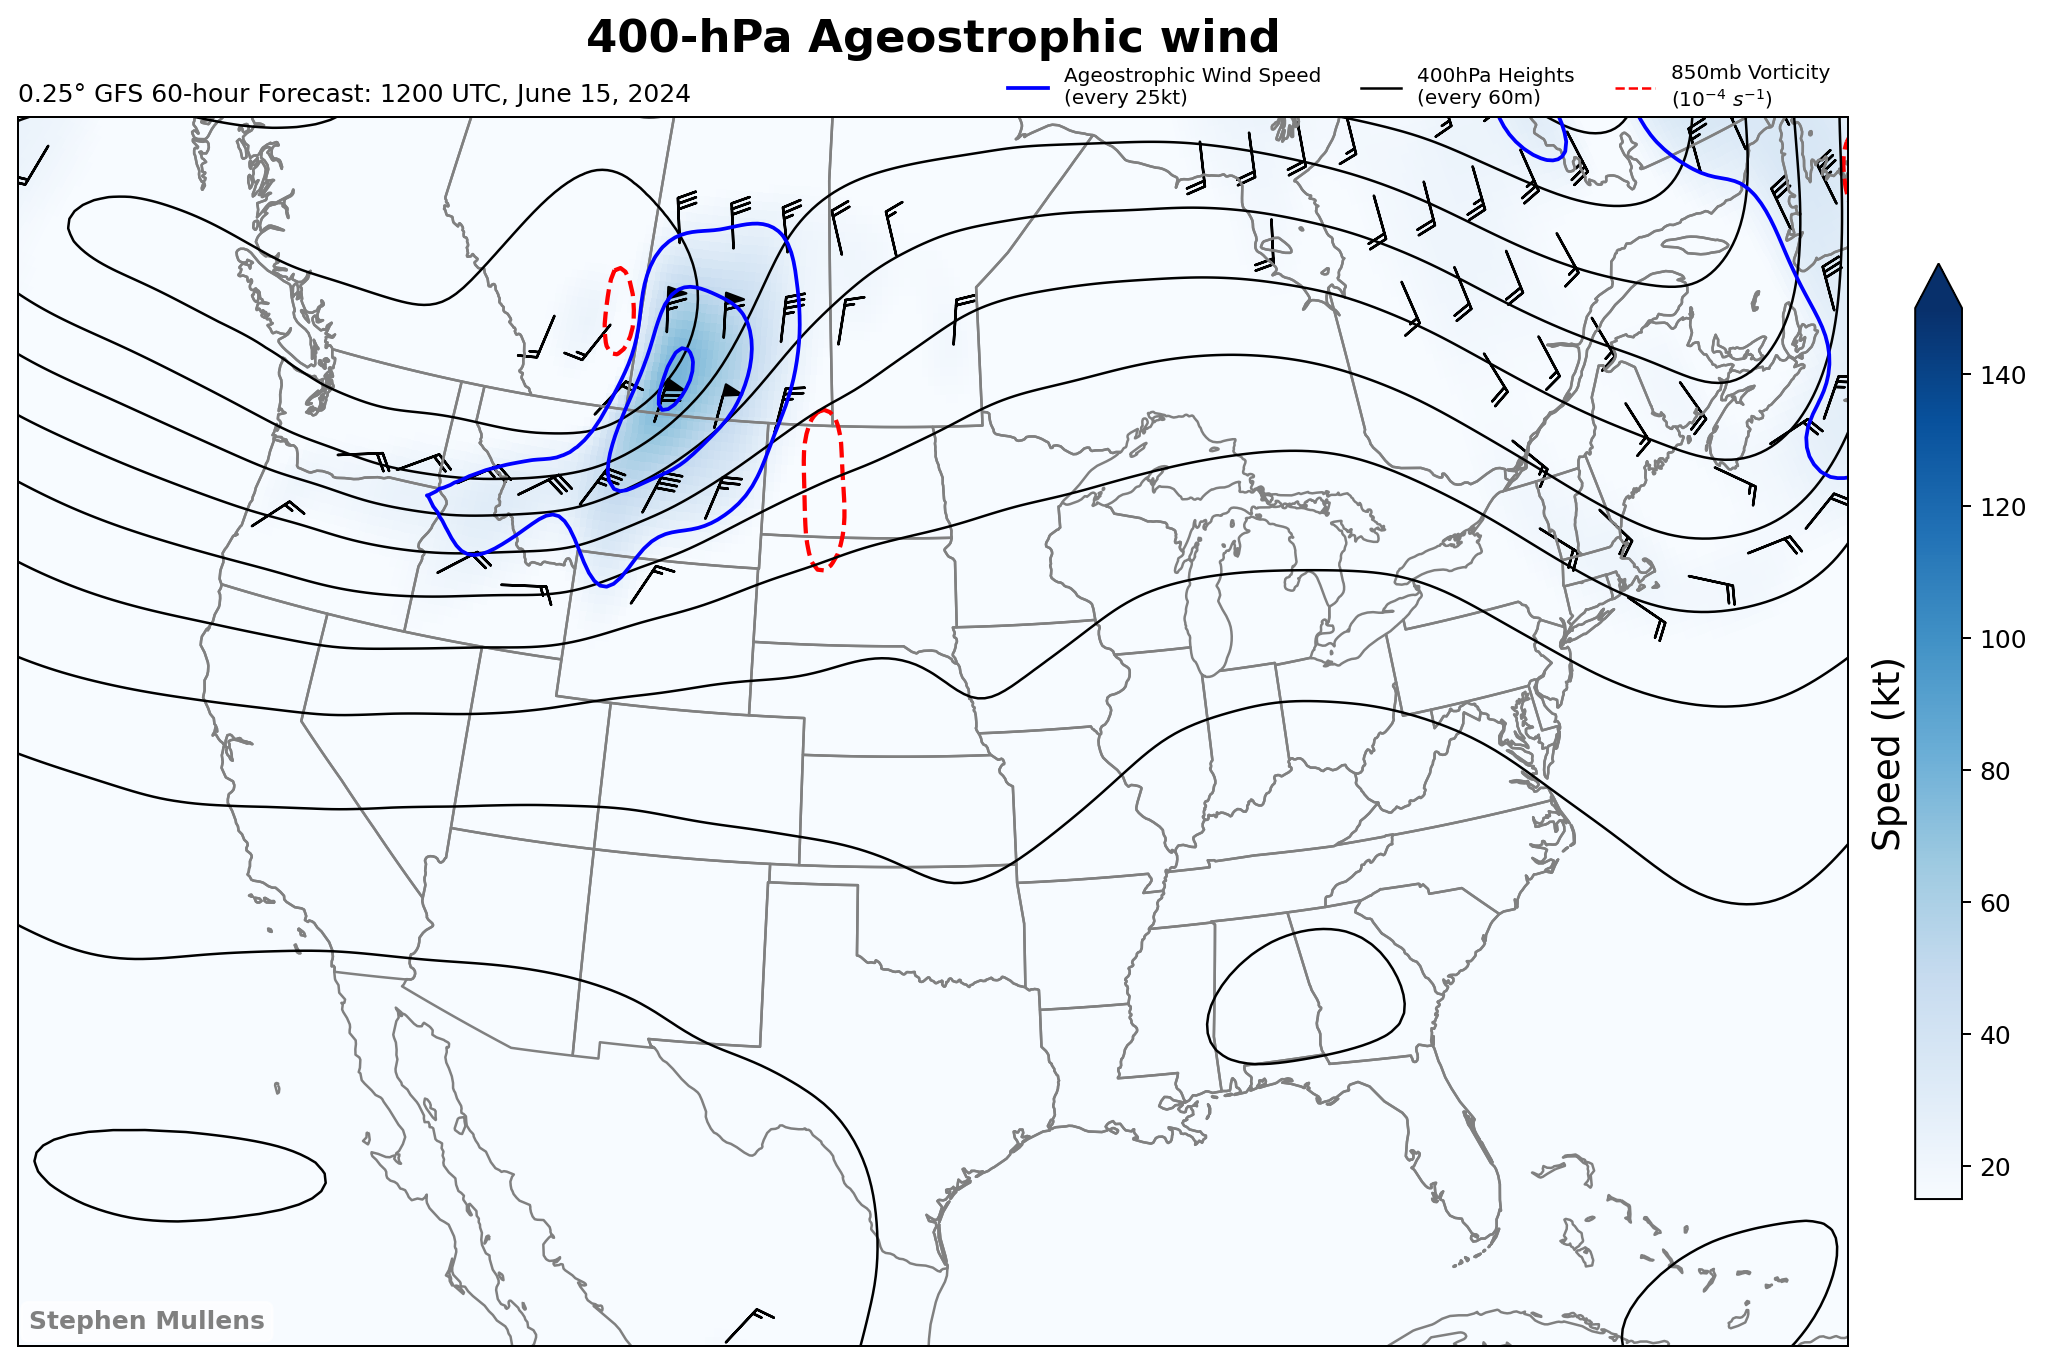 400-hPa Ageostrophic wind
0.25° GFS 60-hour Forecast: 1200 UTC, June 15, 2024
Ageostrophic Wind Speed
(every 25kt)
400hPa Heights
(every 60m)
850mb Vorticity
(10⁻⁴ s⁻¹)
140
120
100
80
60
40
20
Speed (kt)
Stephen Mullens